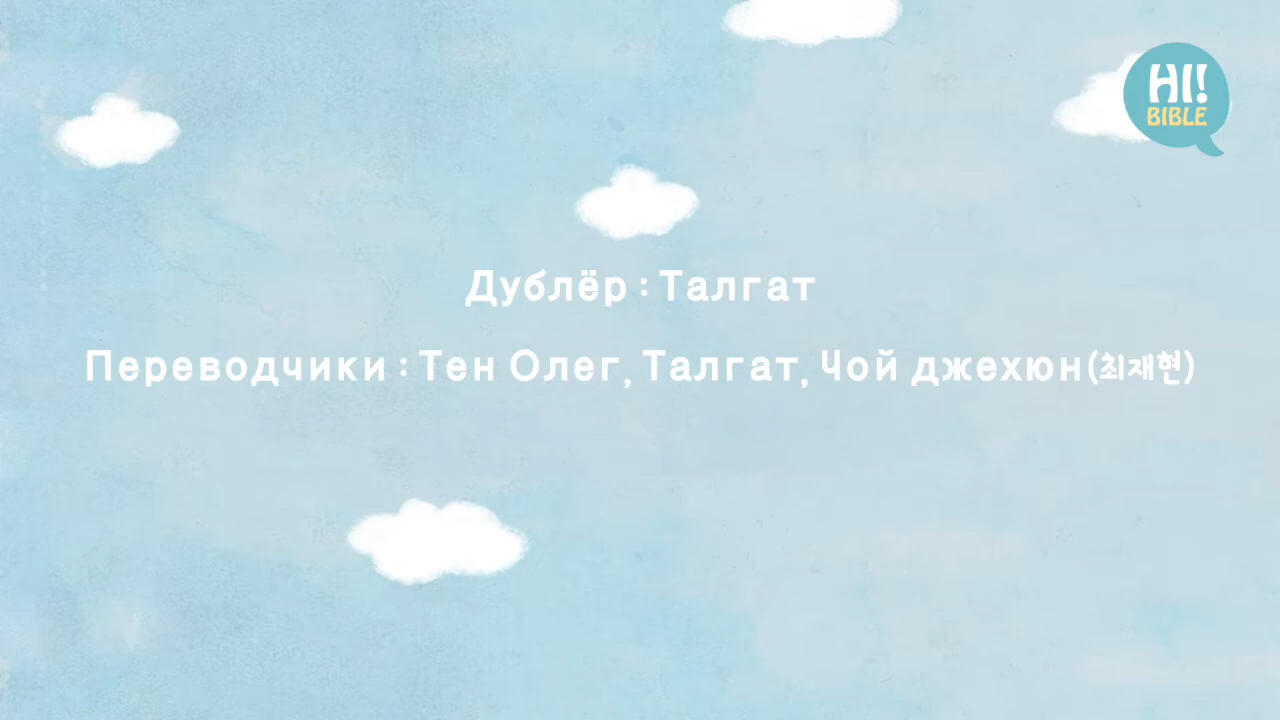 HI!
BIBLE
Дублёр : Талгат
Переводчики : Тен Олег, Талгат, Чой джехюн(최재현)